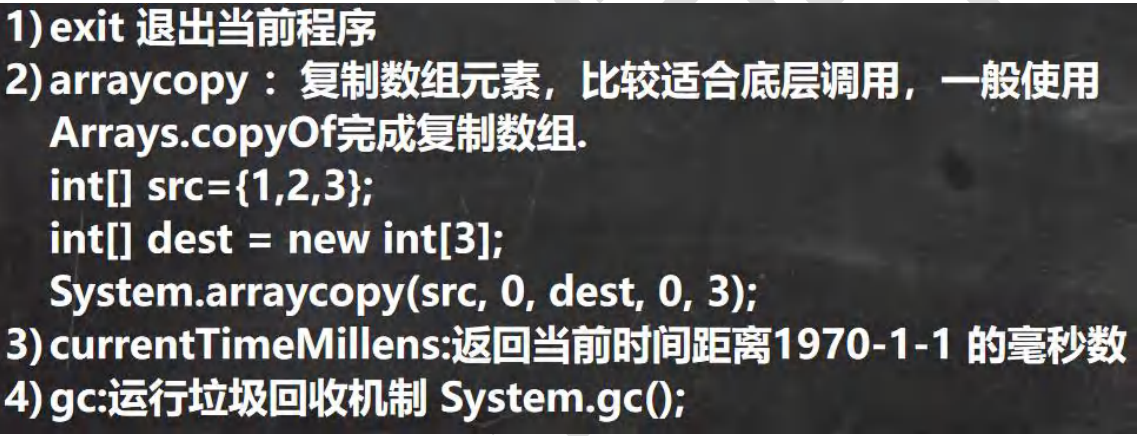 1) exit 退出当前程序
2) arraycopy ：复制数组元素，比较适合底层调用，一般使用
Arrays.copyOf完成复制数组.
int[] src={1,2,3};
int[] dest = new int[3];
System.arraycopy(src, 0, dest, 0, 3);
3) currentTimeMillens:返回当前时间距离1970-1-1 的毫秒数
4) gc:运行垃圾回收机制 System.gc();